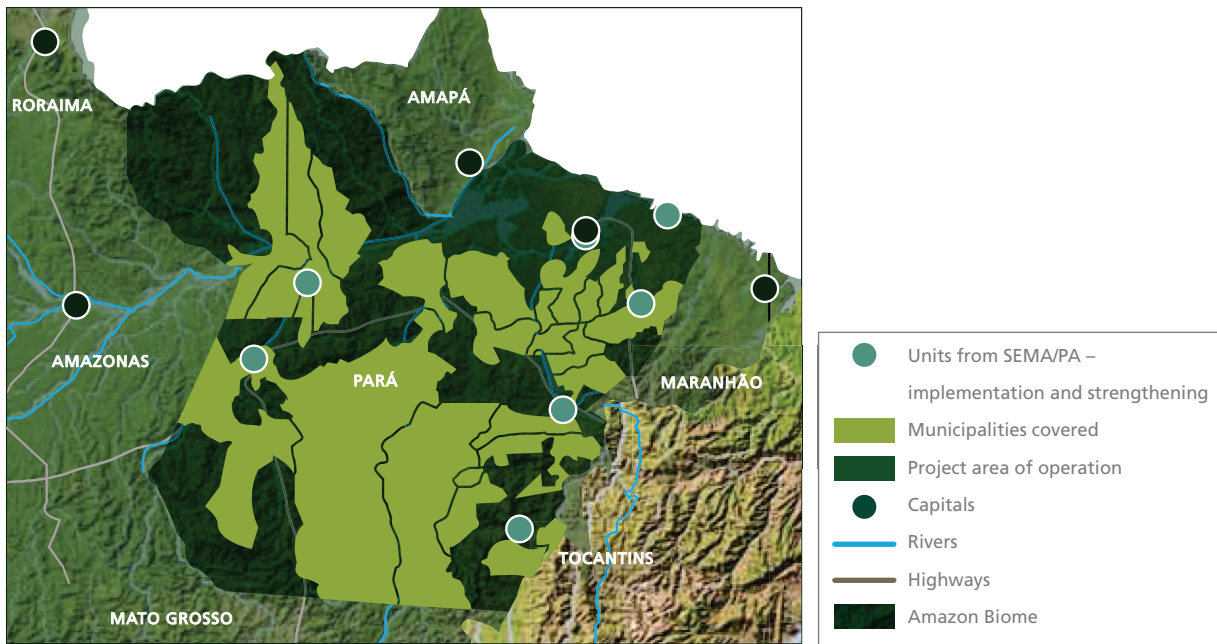 RORAIMA
AMAPÁ
AMAZONAS
PARÁ
MARANHÃO
TOCANTINS
MATO GROSSO
Units from SEMA/PA –
implementation and strengthening
Municipalities covered
Project area of operation
Capitals
Rivers
Highways
Amazon Biome